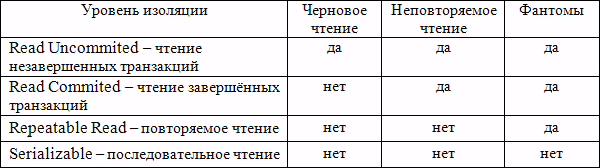 Уровень изоляции Черновое чтение Неповторяемое чтение Фантомы
Read Uncommited – чтение незавершенных транзакций да да да
Read Commited – чтение завершённых транзакций нет да да
Repeatable Read – повторяемое чтение нет нет да
Serializable – последовательное чтение нет нет нет